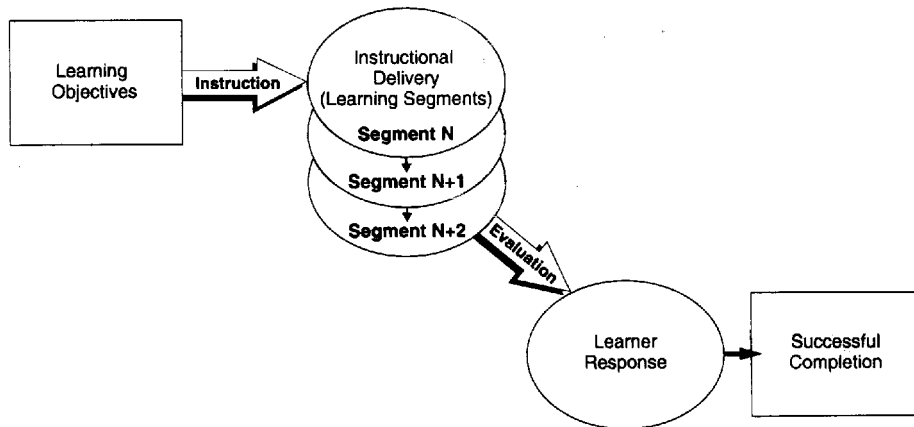 Learning
Objectives
Instruction
Instructional
Delivery
(Learning Segments)
Segment N
Segment N+1
Segment N+2
Evaluation
Learner
Response
Successful
Completion